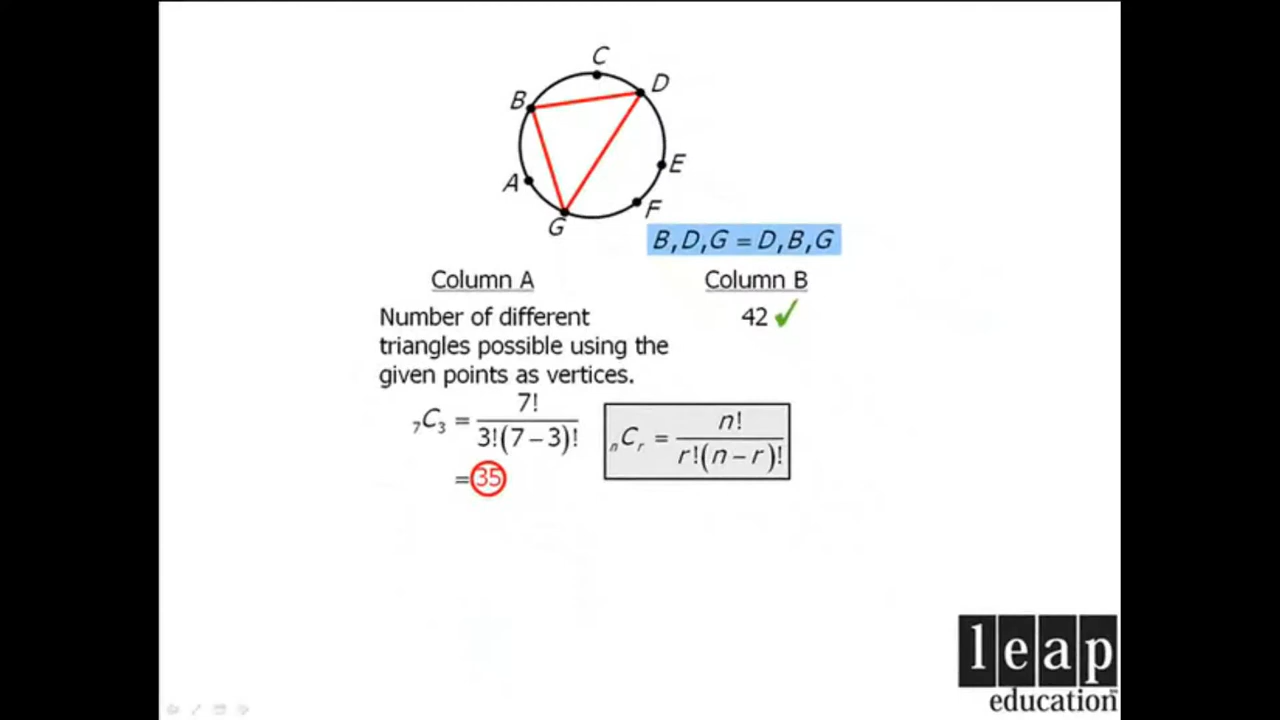 C
D
B
E
A
F
G
B,D,G = D,B,G
Column A
Column B
Number of different
triangles possible using the
given points as vertices.
42 ✓
₇C₃ = 7! / 3!(7 – 3)!
= 35
ₙCᵣ = n! / r!(n – r)!
leap
education™